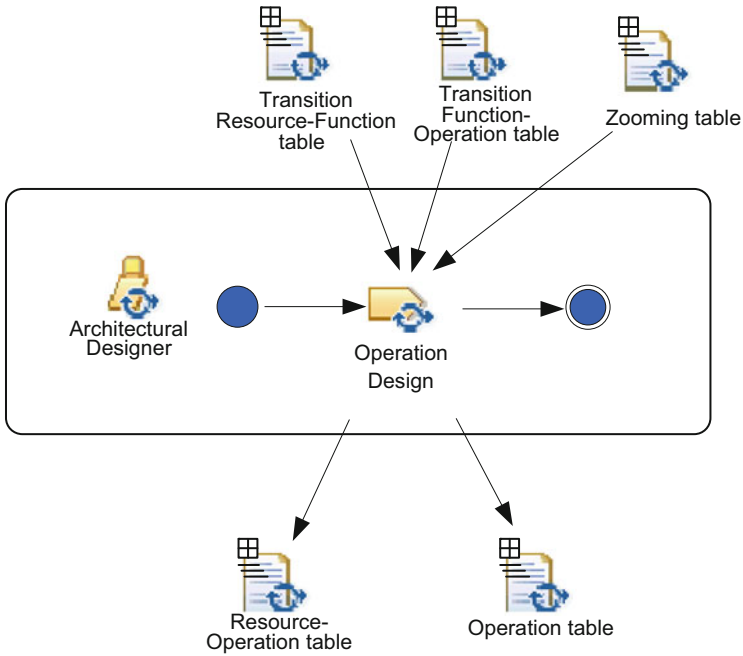 Transition
Resource-Function
table
Transition
Function-
Operation table
Zooming table
Architectural
Designer
Operation
Design
Resource-
Operation table
Operation table